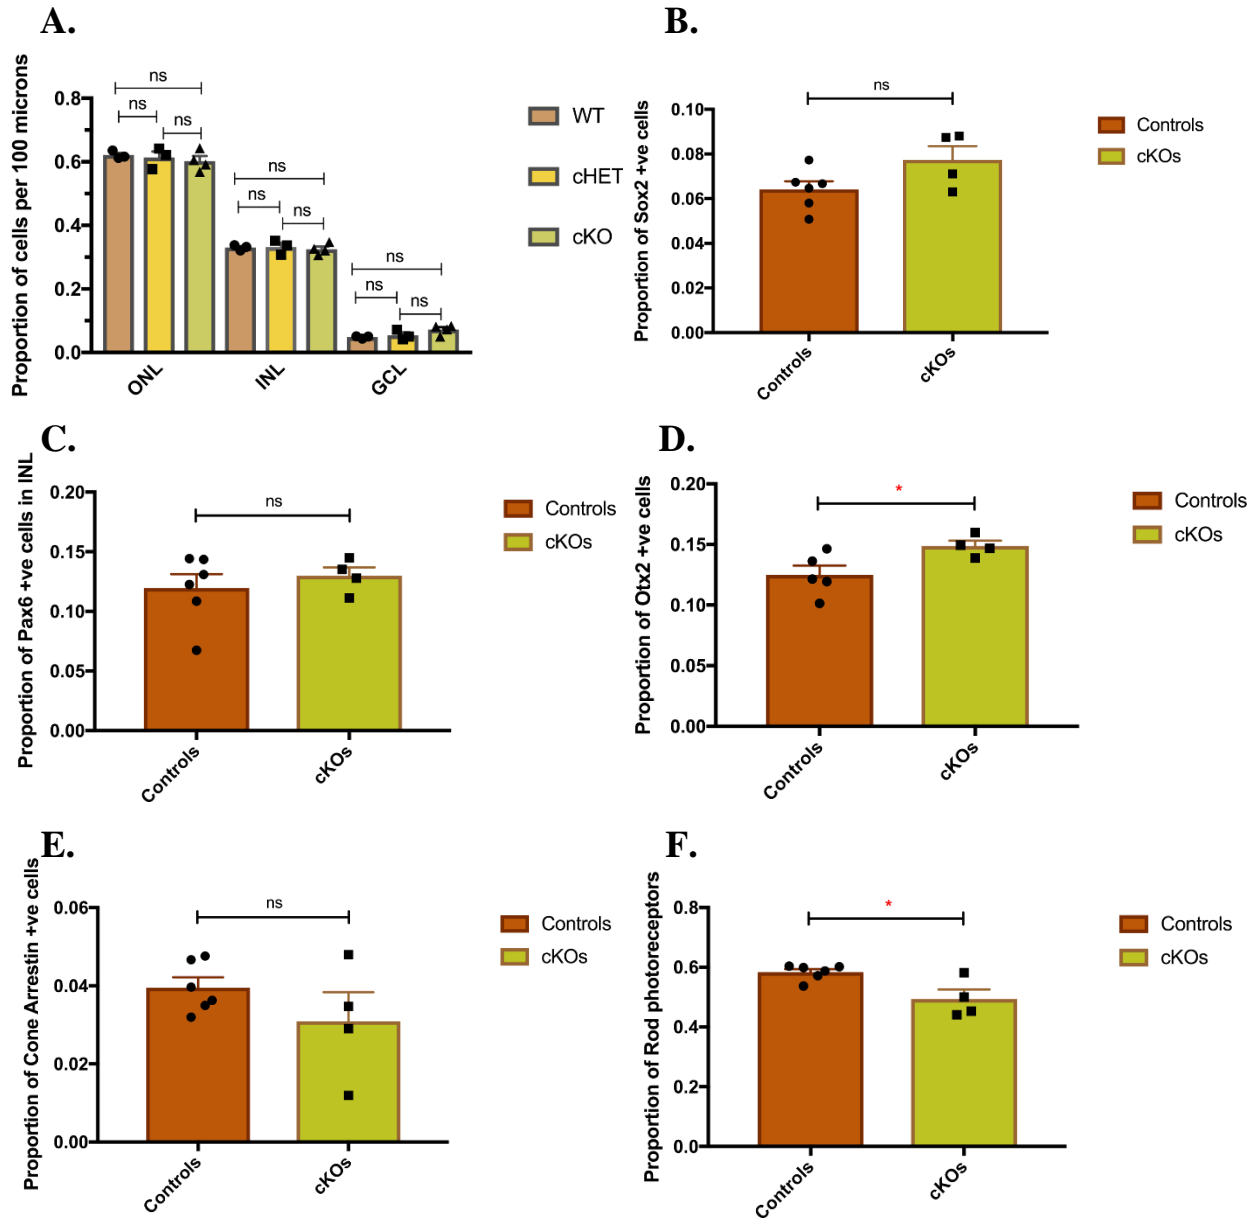 A.
Proportion of cells per 100 microns
0.8
0.6
0.4
0.2
0.0
ns
ns
ns
ns
ns
ns
ns
ns
ns
ONL
INL
GCL
WT
cHET
cKO
B.
Proportion of Sox2 +ve cells
0.10
0.08
0.06
0.04
0.02
0.00
ns
Controls
cKOs
Controls
cKOs
C.
Proportion of Pax6 +ve cells in INL
0.20
0.15
0.10
0.05
0.00
ns
Controls
cKOs
Controls
cKOs
D.
Proportion of Otx2 +ve cells
0.20
0.15
0.10
0.05
0.00
*
Controls
cKOs
Controls
cKOs
E.
Proportion of Cone Arrestin +ve cells
0.06
0.04
0.02
0.00
ns
Controls
cKOs
Controls
cKOs
F.
Proportion of Rod photoreceptors
0.8
0.6
0.4
0.2
0.0
*
Controls
cKOs
Controls
cKOs